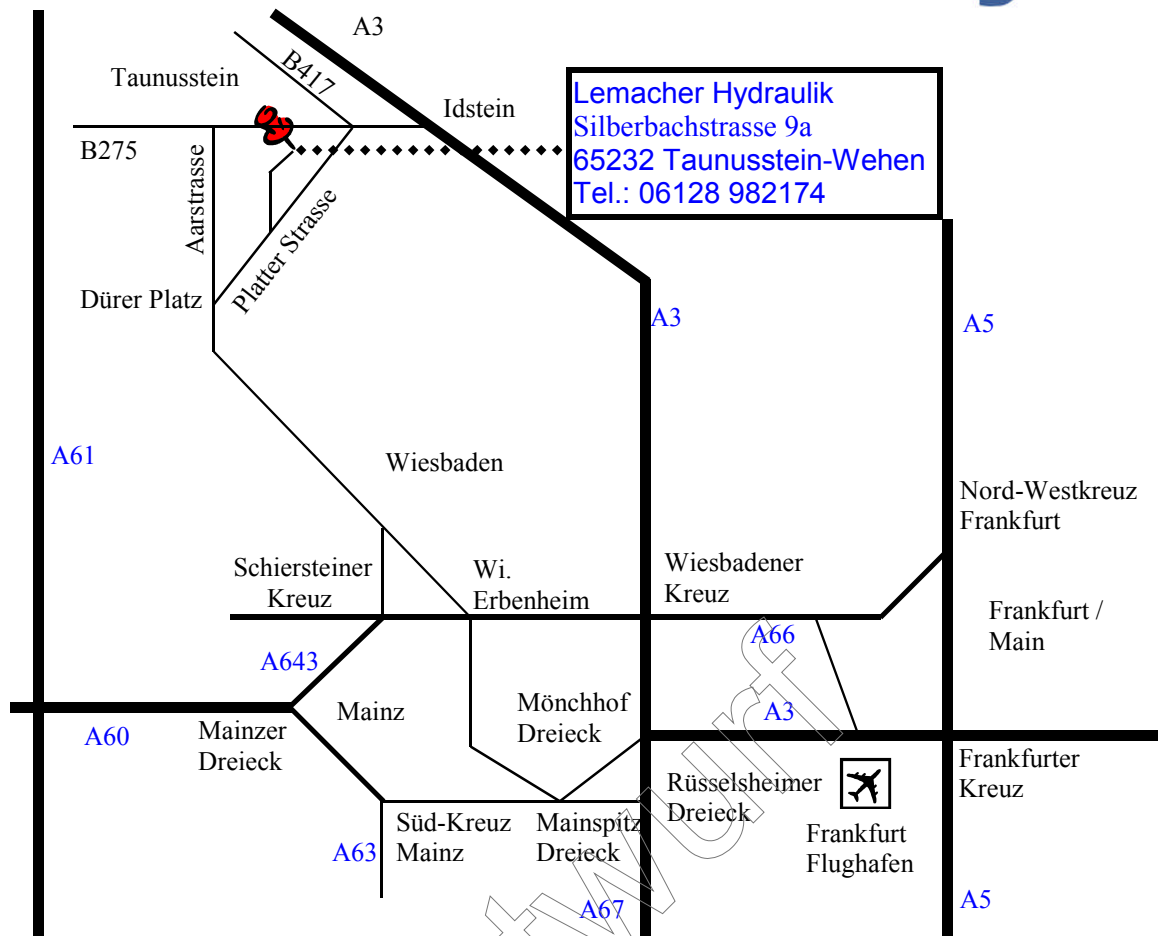 A3
B417
Taunusstein
Idstein
Lemacher Hydraulik
Silberbachstrasse 9a
65232 Taunusstein-Wehen
Tel.: 06128 982174
B275
Aarstrasse
Platter Strasse
Dürer Platz
A3
A5
A61
Wiesbaden
Nord-Westkreuz
Frankfurt
Schiersteiner
Kreuz
Wi.
Erbenheim
Wiesbadener
Kreuz
A66
Frankfurt /
Main
A643
Mainz
Mönchhof
Dreieck
A3
A60
Mainzer
Dreieck
Rüsselsheimer
Dreieck
Frankfurter
Kreuz
Süd-Kreuz
Mainz
Mainspitz
Dreieck
Frankfurt
Flughafen
A63
A67
A5
twurf